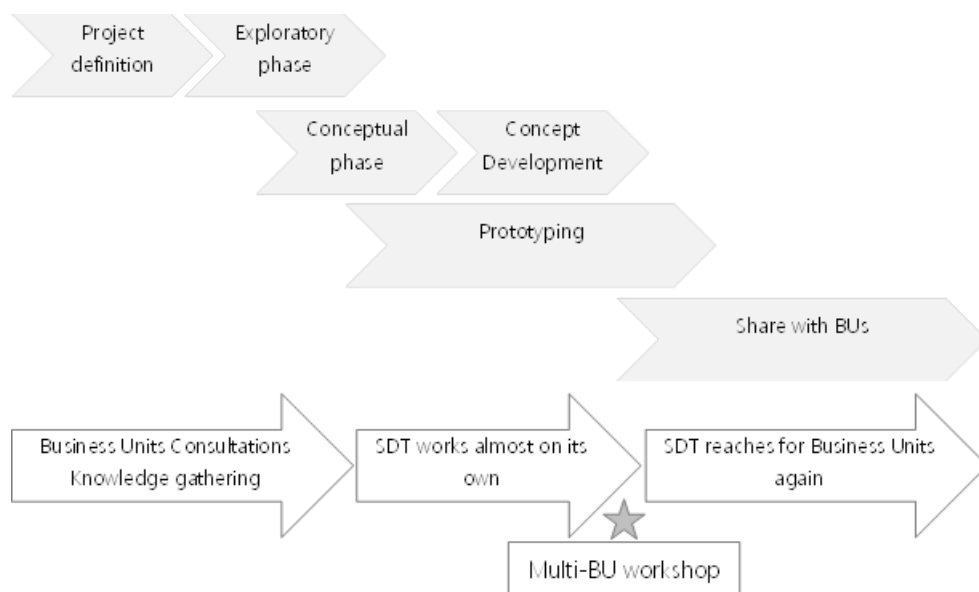 Project
definition
Exploratory
phase
Conceptual
phase
Concept
Development
Prototyping
Share with BUs
Business Units Consultations
Knowledge gathering
SDT works almost on its
own
SDT reaches for Business Units
again
Multi-BU workshop